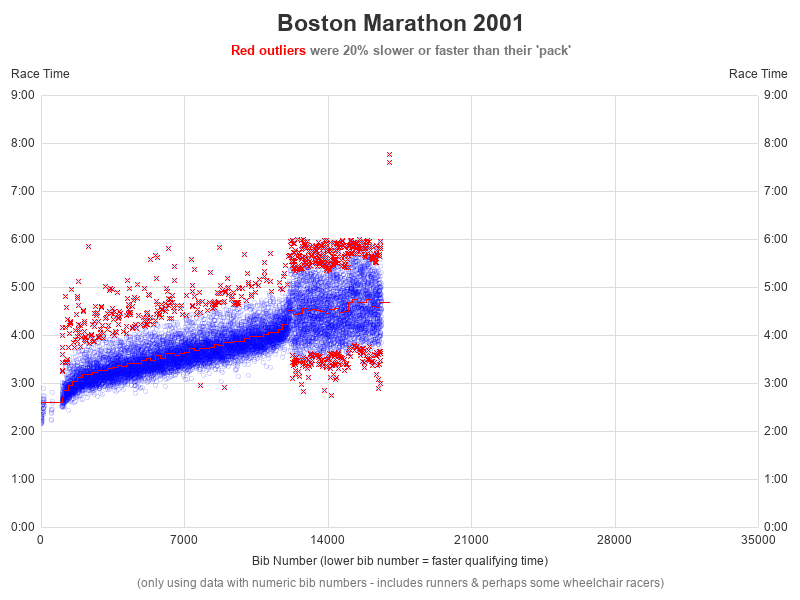 Boston Marathon 2001
Red outliers were 20% slower or faster than their 'pack'
Race Time Race Time
9:00 9:00
8:00 8:00
7:00 7:00
6:00 6:00
5:00 5:00
4:00 4:00
3:00 3:00
2:00 2:00
1:00 1:00
0:00 0:00
0 7000 14000 21000 28000 35000
Bib Number (lower bib number = faster qualifying time)
(only using data with numeric bib numbers - includes runners & perhaps some wheelchair racers)